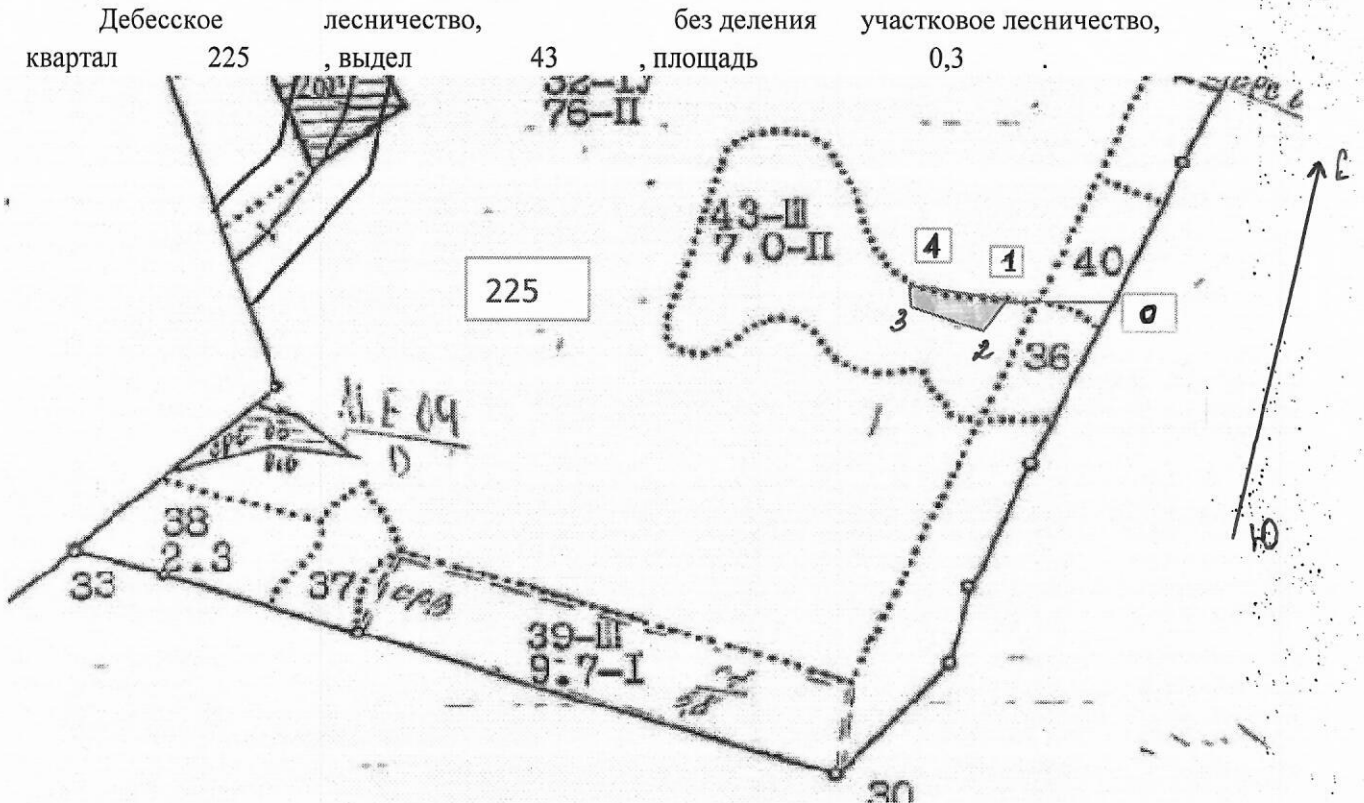 Дебесское лесничество, без деления участковое лесничество,
квартал 225 , выдел 43 , площадь 0,3 .
76-II
43-III
7.0-II
4
1
40
0
225
3
2
36
С
Ю
38
2.3
33
37
39-III
9.7-I
30